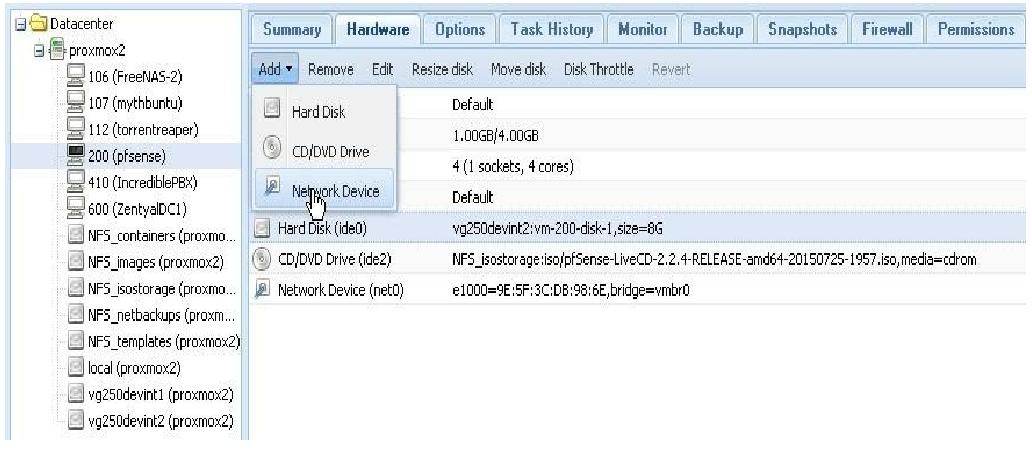 Datacenter
proxmox2
106 (FreeNAS-2)
107 (mythbuntu)
112 (torrentreaper)
200 (pfsense)
410 (IncrediblePBX)
600 (ZentyalDC1)
NFS_containers (proxmo...
NFS_images (proxmox2)
NFS_isostorage (proxmo...
NFS_netbackups (proxm...
NFS_templates (proxmox2)
local (proxmox2)
vg250devint1 (proxmox2)
vg250devint2 (proxmox2)
Summary Hardware Options Task History Monitor Backup Snapshots Firewall Permissions
Add Remove Edit Resize disk Move disk Disk Throttle Revert
Hard Disk
CD/DVD Drive
Network Device
Default
1.00GB/4.00GB
4 (1 sockets, 4 cores)
Default
Hard Disk (ide0) vg250devint2:vm-200-disk-1,size=8G
CD/DVD Drive (ide2) NFS_isostorage:iso/pfSense-LiveCD-2.2.4-RELEASE-amd64-20150725-1957.iso,media=cdrom
Network Device (net0) e1000=9E:5F:3C:DB:98:6E,bridge=vmbr0